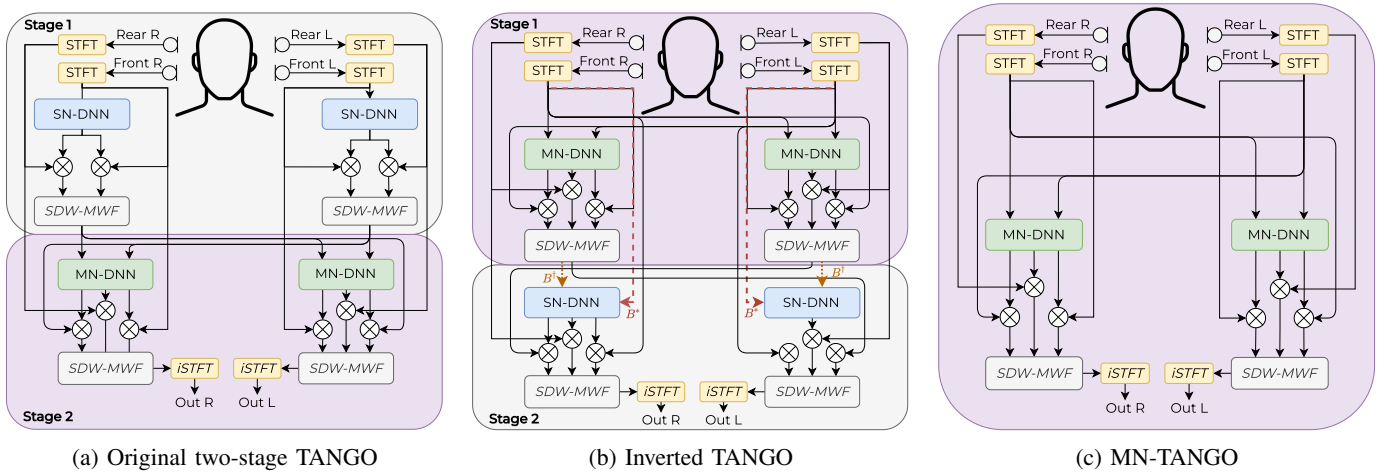 Stage 1
STFT
Rear R
Rear L
STFT
STFT
Front R
Front L
STFT
SN-DNN
SN-DNN
SDW-MWF
SDW-MWF
MN-DNN
MN-DNN
SDW-MWF
iSTFT
iSTFT
SDW-MWF
Out R
Out L
Stage 2
(a) Original two-stage TANGO
Stage 1
STFT
Rear R
Rear L
STFT
STFT
Front R
Front L
STFT
MN-DNN
MN-DNN
SDW-MWF
SDW-MWF
B†
B†
SN-DNN
SN-DNN
B*
B*
SDW-MWF
iSTFT
iSTFT
SDW-MWF
Out R
Out L
Stage 2
(b) Inverted TANGO
STFT
Rear R
Rear L
STFT
STFT
Front R
Front L
STFT
MN-DNN
MN-DNN
SDW-MWF
iSTFT
iSTFT
SDW-MWF
Out R
Out L
(c) MN-TANGO